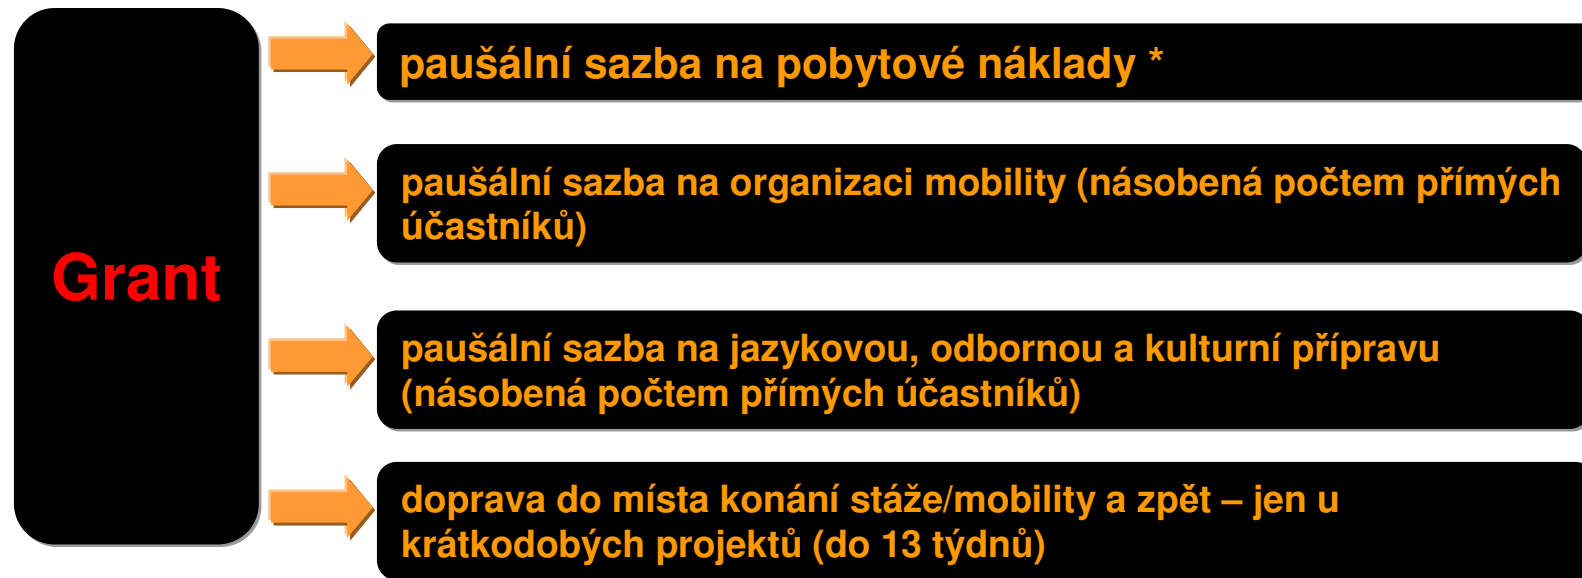 Grant
paušální sazba na pobytové náklady *
paušální sazba na organizaci mobility (násobená počtem přímých
účastníků)
paušální sazba na jazykovou, odbornou a kulturní přípravu
(násobená počtem přímých účastníků)
doprava do místa konání stáže/mobility a zpět – jen u
krátkodobých projektů (do 13 týdnů)